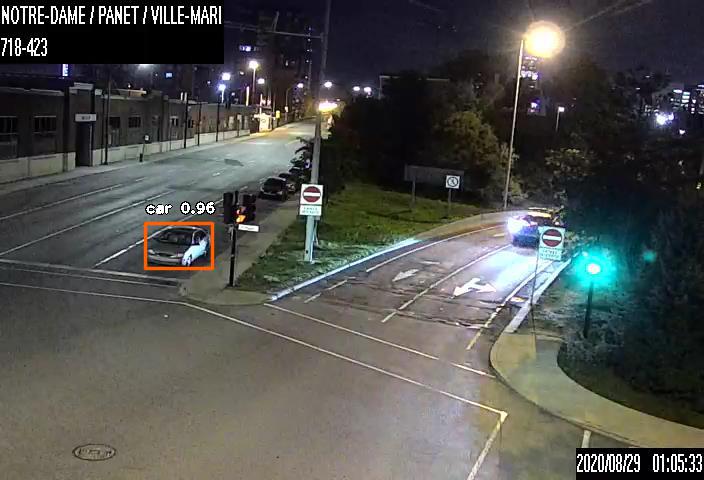 NOTRE-DAME / PANET / VILLE-MARI
718-423
car 0.96
2020/08/29 01:05:33